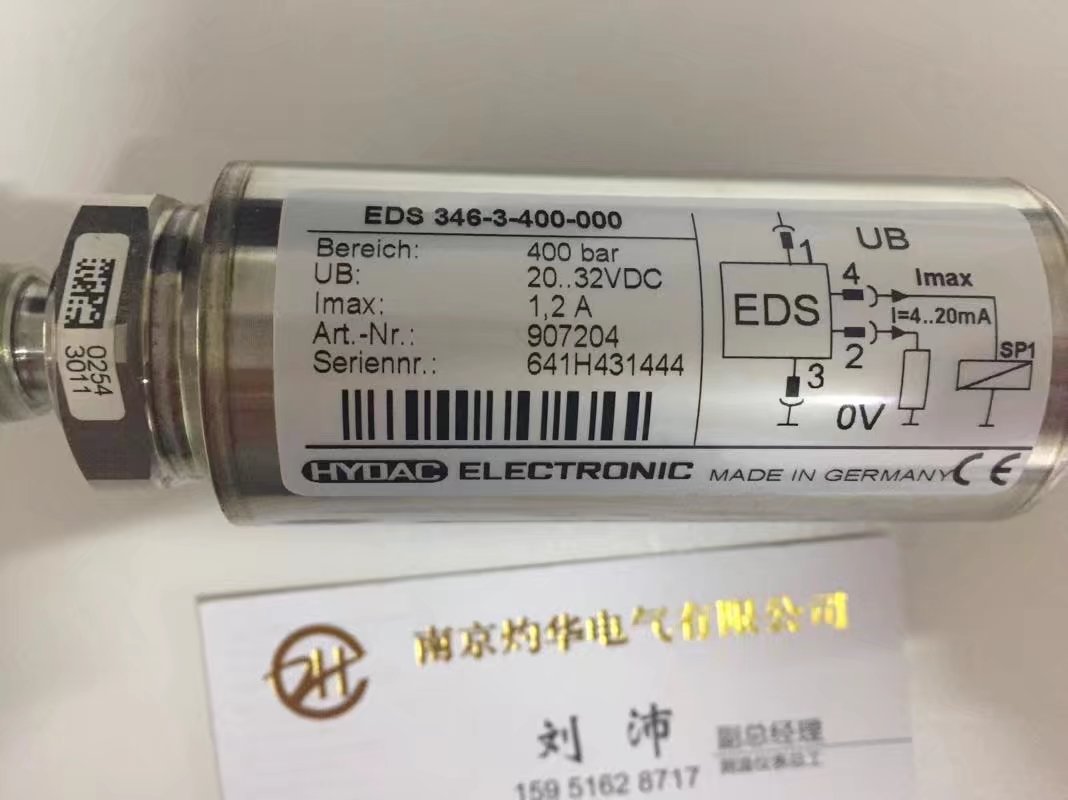 EDS 346-3-400-000
Bereich: 400 bar
UB: 20..32VDC
Imax: 1,2 A
Art.-Nr.: 907204
Seriennr.: 641H431444
HYDAC ELECTRONIC MADE IN GERMANY CE
1 UB
4 Imax
EDS I=4..20mA
2 SP1
3
0V
0254
3011
南京灼华电气有限公司
刘 沛 副总经理
159 5162 8717